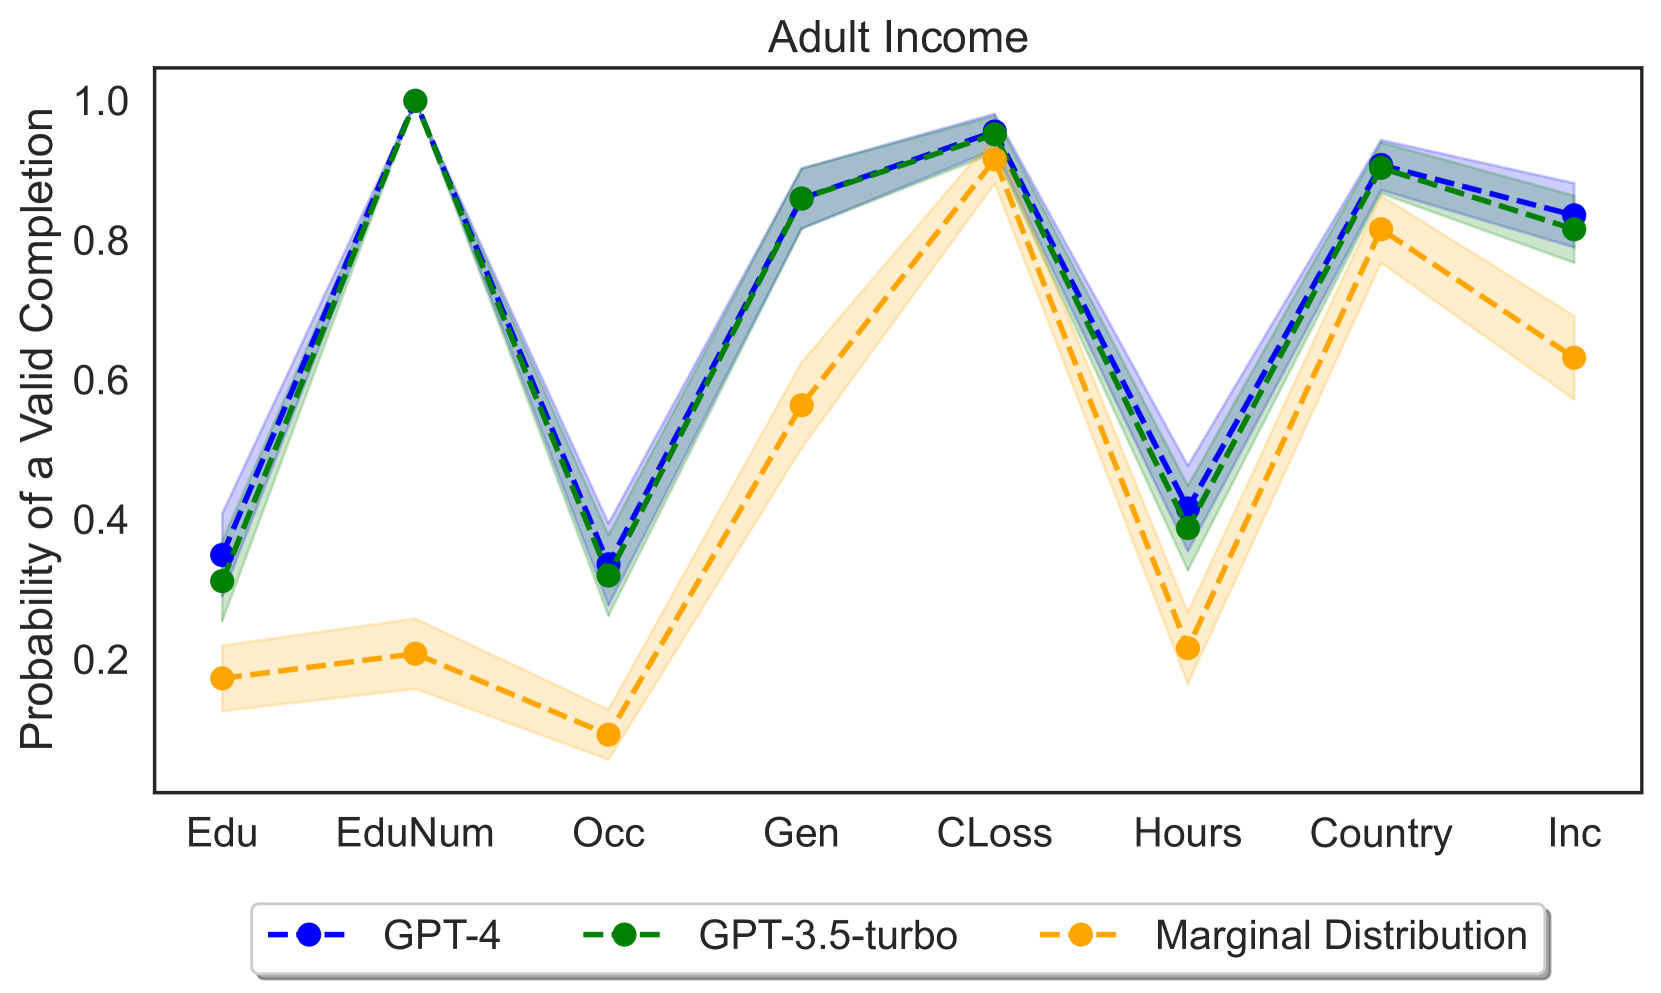 Adult Income
Probability of a Valid Completion
1.0
0.8
0.6
0.4
0.2
Edu EduNum Occ Gen CLoss Hours Country Inc
GPT-4 GPT-3.5-turbo Marginal Distribution